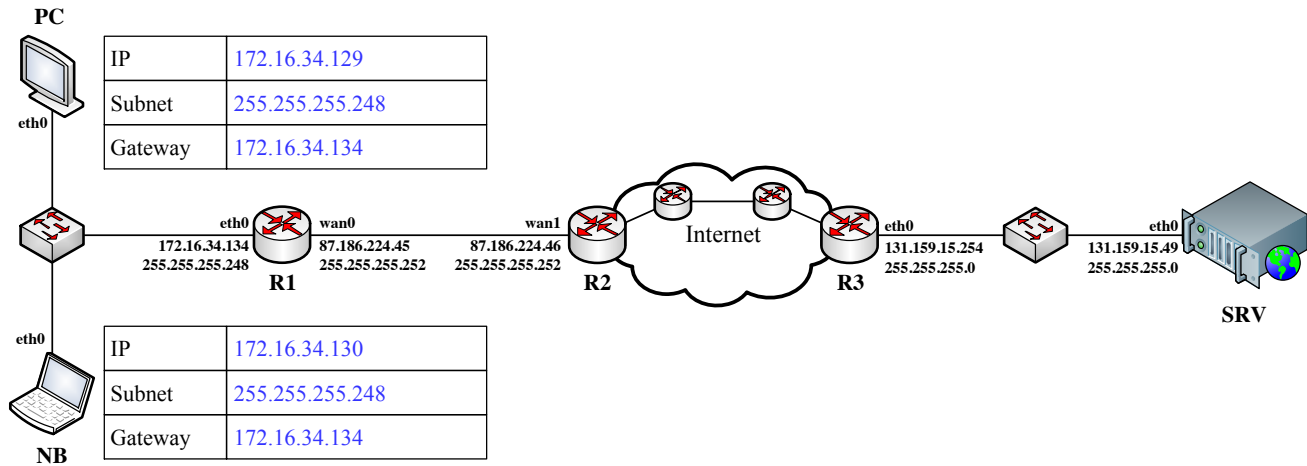 PC
IP 172.16.34.129
Subnet 255.255.255.248
Gateway 172.16.34.134
eth0
eth0
172.16.34.134
255.255.255.248
R1
wan0
87.186.224.45
255.255.255.252
wan1
87.186.224.46
255.255.255.252
R2
Internet
R3
eth0
131.159.15.254
255.255.255.0
eth0
131.159.15.49
255.255.255.0
SRV
eth0
NB
IP 172.16.34.130
Subnet 255.255.255.248
Gateway 172.16.34.134